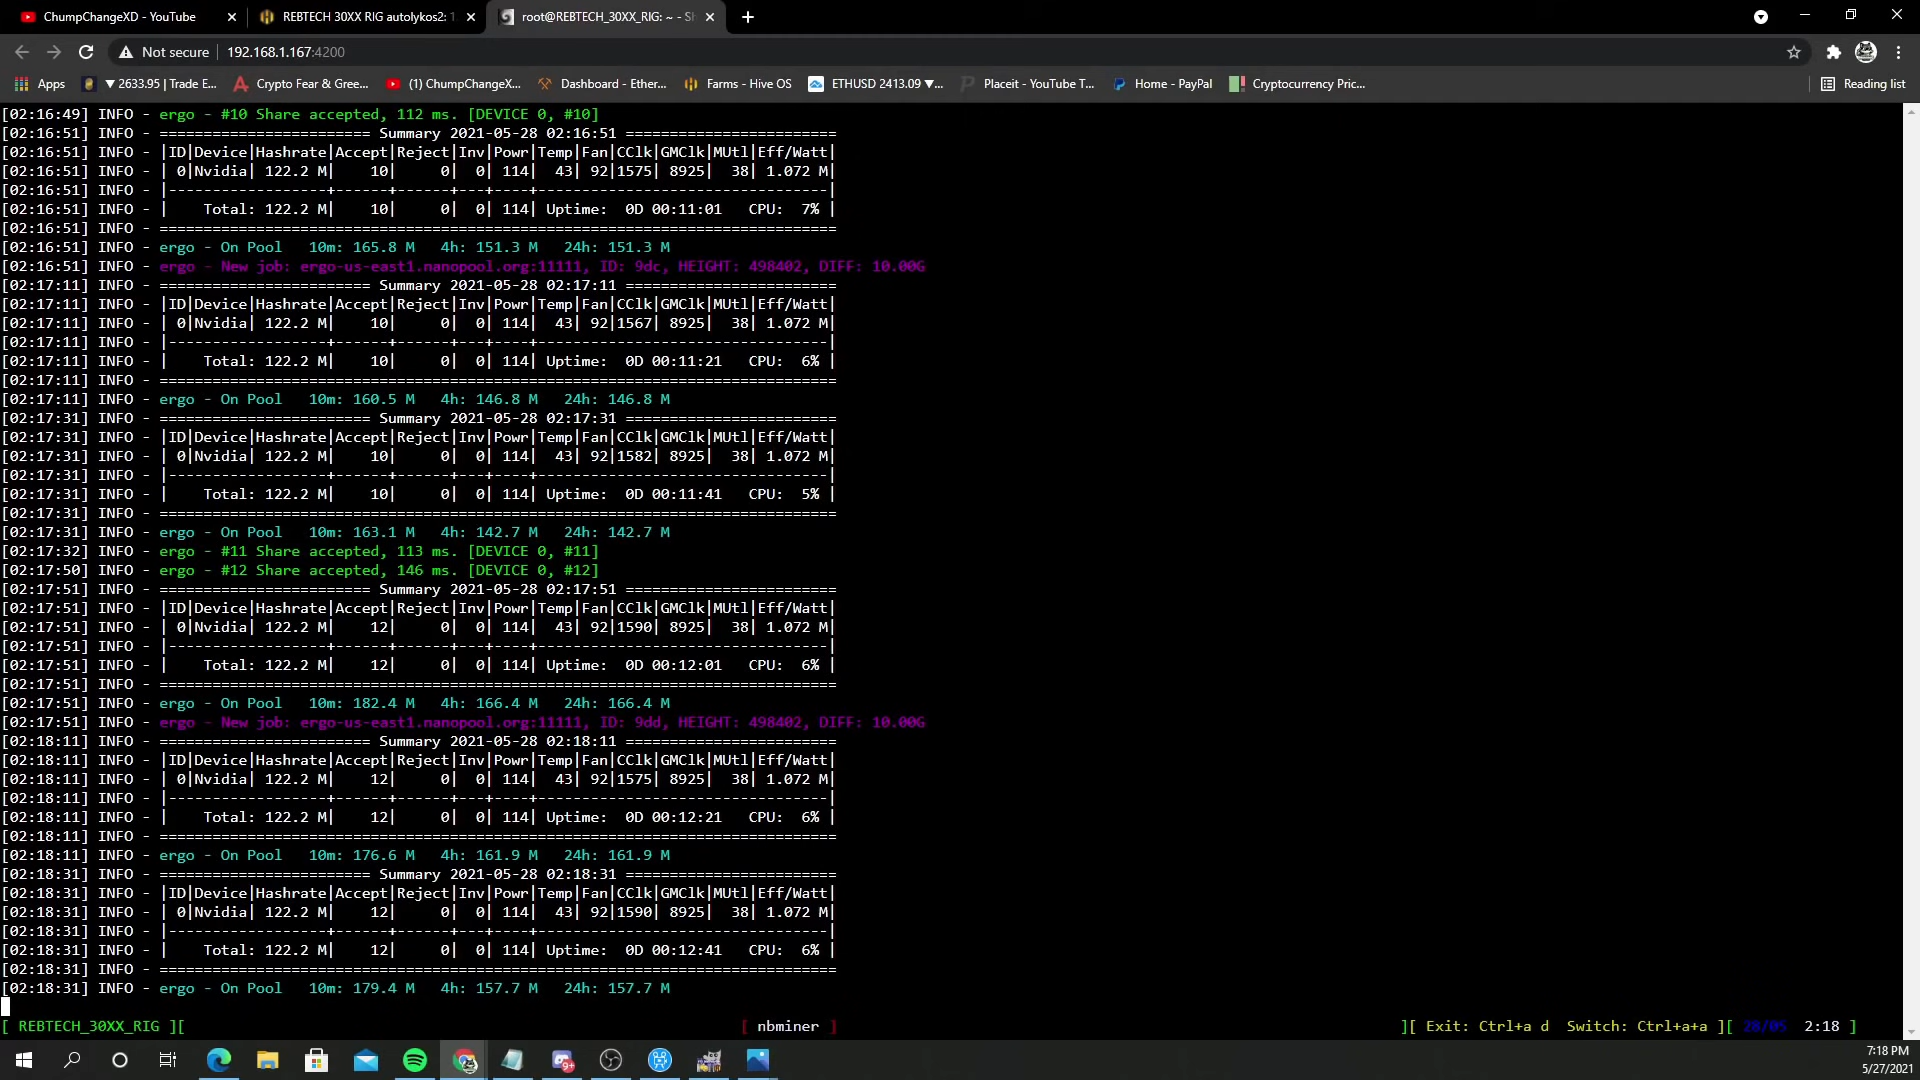 ChumpChangeXD - YouTube
REBTECH 30XX RIG autolykos2: 1
root@REBTECH_30XX_RIG: ~ - Sh
Not secure | 192.168.1.167:4200
Apps
▼ 2633.95 | Trade E...
Crypto Fear & Gree...
(1) ChumpChangeX...
Dashboard - Ether...
Farms - Hive OS
ETHUSD 2413.09 ▼...
Placeit - YouTube T...
Home - PayPal
Cryptocurrency Pric...
Reading list
[02:16:49] INFO - ergo - #10 Share accepted, 112 ms. [DEVICE 0, #10]
[02:16:51] INFO - ======================== Summary 2021-05-28 02:16:51 ========================
[02:16:51] INFO - |ID|Device|Hashrate|Accept|Reject|Inv|Powr|Temp|Fan|CClk|GMClk|MUtl|Eff/Watt|
[02:16:51] INFO - | 0|Nvidia| 122.2 M|    10|     0|  0| 114|  43| 92|1575| 8925|  38| 1.072 M|
[02:16:51] INFO - |------------------+------+------+---+----+---------------------------------|
[02:16:51] INFO - |    Total: 122.2 M|    10|     0|  0| 114| Uptime:  0D 00:11:01   CPU:  7% |
[02:16:51] INFO - =============================================================================
[02:16:51] INFO - ergo - On Pool   10m: 165.8 M   4h: 151.3 M   24h: 151.3 M
[02:16:51] INFO - ergo - New job: ergo-us-east1.nanopool.org:11111, ID: 9dc, HEIGHT: 498402, DIFF: 10.00G
[02:17:11] INFO - ======================== Summary 2021-05-28 02:17:11 ========================
[02:17:11] INFO - |ID|Device|Hashrate|Accept|Reject|Inv|Powr|Temp|Fan|CClk|GMClk|MUtl|Eff/Watt|
[02:17:11] INFO - | 0|Nvidia| 122.2 M|    10|     0|  0| 114|  43| 92|1567| 8925|  38| 1.072 M|
[02:17:11] INFO - |------------------+------+------+---+----+---------------------------------|
[02:17:11] INFO - |    Total: 122.2 M|    10|     0|  0| 114| Uptime:  0D 00:11:21   CPU:  6% |
[02:17:11] INFO - =============================================================================
[02:17:11] INFO - ergo - On Pool   10m: 160.5 M   4h: 146.8 M   24h: 146.8 M
[02:17:31] INFO - ======================== Summary 2021-05-28 02:17:31 ========================
[02:17:31] INFO - |ID|Device|Hashrate|Accept|Reject|Inv|Powr|Temp|Fan|CClk|GMClk|MUtl|Eff/Watt|
[02:17:31] INFO - | 0|Nvidia| 122.2 M|    10|     0|  0| 114|  43| 92|1582| 8925|  38| 1.072 M|
[02:17:31] INFO - |------------------+------+------+---+----+---------------------------------|
[02:17:31] INFO - |    Total: 122.2 M|    10|     0|  0| 114| Uptime:  0D 00:11:41   CPU:  5% |
[02:17:31] INFO - =============================================================================
[02:17:31] INFO - ergo - On Pool   10m: 163.1 M   4h: 142.7 M   24h: 142.7 M
[02:17:32] INFO - ergo - #11 Share accepted, 113 ms. [DEVICE 0, #11]
[02:17:50] INFO - ergo - #12 Share accepted, 146 ms. [DEVICE 0, #12]
[02:17:51] INFO - ======================== Summary 2021-05-28 02:17:51 ========================
[02:17:51] INFO - |ID|Device|Hashrate|Accept|Reject|Inv|Powr|Temp|Fan|CClk|GMClk|MUtl|Eff/Watt|
[02:17:51] INFO - | 0|Nvidia| 122.2 M|    12|     0|  0| 114|  43| 92|1590| 8925|  38| 1.072 M|
[02:17:51] INFO - |------------------+------+------+---+----+---------------------------------|
[02:17:51] INFO - |    Total: 122.2 M|    12|     0|  0| 114| Uptime:  0D 00:12:01   CPU:  6% |
[02:17:51] INFO - =============================================================================
[02:17:51] INFO - ergo - On Pool   10m: 182.4 M   4h: 166.4 M   24h: 166.4 M
[02:17:51] INFO - ergo - New job: ergo-us-east1.nanopool.org:11111, ID: 9dd, HEIGHT: 498402, DIFF: 10.00G
[02:18:11] INFO - ======================== Summary 2021-05-28 02:18:11 ========================
[02:18:11] INFO - |ID|Device|Hashrate|Accept|Reject|Inv|Powr|Temp|Fan|CClk|GMClk|MUtl|Eff/Watt|
[02:18:11] INFO - | 0|Nvidia| 122.2 M|    12|     0|  0| 114|  43| 92|1575| 8925|  38| 1.072 M|
[02:18:11] INFO - |------------------+------+------+---+----+---------------------------------|
[02:18:11] INFO - |    Total: 122.2 M|    12|     0|  0| 114| Uptime:  0D 00:12:21   CPU:  6% |
[02:18:11] INFO - =============================================================================
[02:18:11] INFO - ergo - On Pool   10m: 176.6 M   4h: 161.9 M   24h: 161.9 M
[02:18:31] INFO - ======================== Summary 2021-05-28 02:18:31 ========================
[02:18:31] INFO - |ID|Device|Hashrate|Accept|Reject|Inv|Powr|Temp|Fan|CClk|GMClk|MUtl|Eff/Watt|
[02:18:31] INFO - | 0|Nvidia| 122.2 M|    12|     0|  0| 114|  43| 92|1590| 8925|  38| 1.072 M|
[02:18:31] INFO - |------------------+------+------+---+----+---------------------------------|
[02:18:31] INFO - |    Total: 122.2 M|    12|     0|  0| 114| Uptime:  0D 00:12:41   CPU:  6% |
[02:18:31] INFO - =============================================================================
[02:18:31] INFO - ergo - On Pool   10m: 179.4 M   4h: 157.7 M   24h: 157.7 M
[ REBTECH_30XX_RIG ][ [ nbminer ] ][ Exit: Ctrl+a d  Switch: Ctrl+a+a ][ 28/05  2:18 ]
9+
7:18 PM
5/27/2021